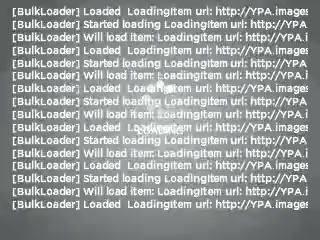 [BulkLoader] Loaded LoadingItem url: http://YPA.images
[BulkLoader] Started loading LoadingItem url: http://YPA
[BulkLoader] Will load item: LoadingItem url: http://YPA.i
[BulkLoader] Loaded LoadingItem url: http://YPA.images
[BulkLoader] Started loading LoadingItem url: http://YPA
[BulkLoader] Will load item: LoadingItem url: http://YPA.i
[BulkLoader] Loaded LoadingItem url: http://YPA.images
[BulkLoader] Started loading LoadingItem url: http://YPA
[BulkLoader] Will load item: LoadingItem url: http://YPA.i
[BulkLoader] Loaded LoadingItem url: http://YPA.images
LOADING
[BulkLoader] Started loading LoadingItem url: http://YPA
[BulkLoader] Will load item: LoadingItem url: http://YPA.i
[BulkLoader] Loaded LoadingItem url: http://YPA.images
[BulkLoader] Started loading LoadingItem url: http://YPA
[BulkLoader] Will load item: LoadingItem url: http://YPA.i
[BulkLoader] Loaded LoadingItem url: http://YPA.images